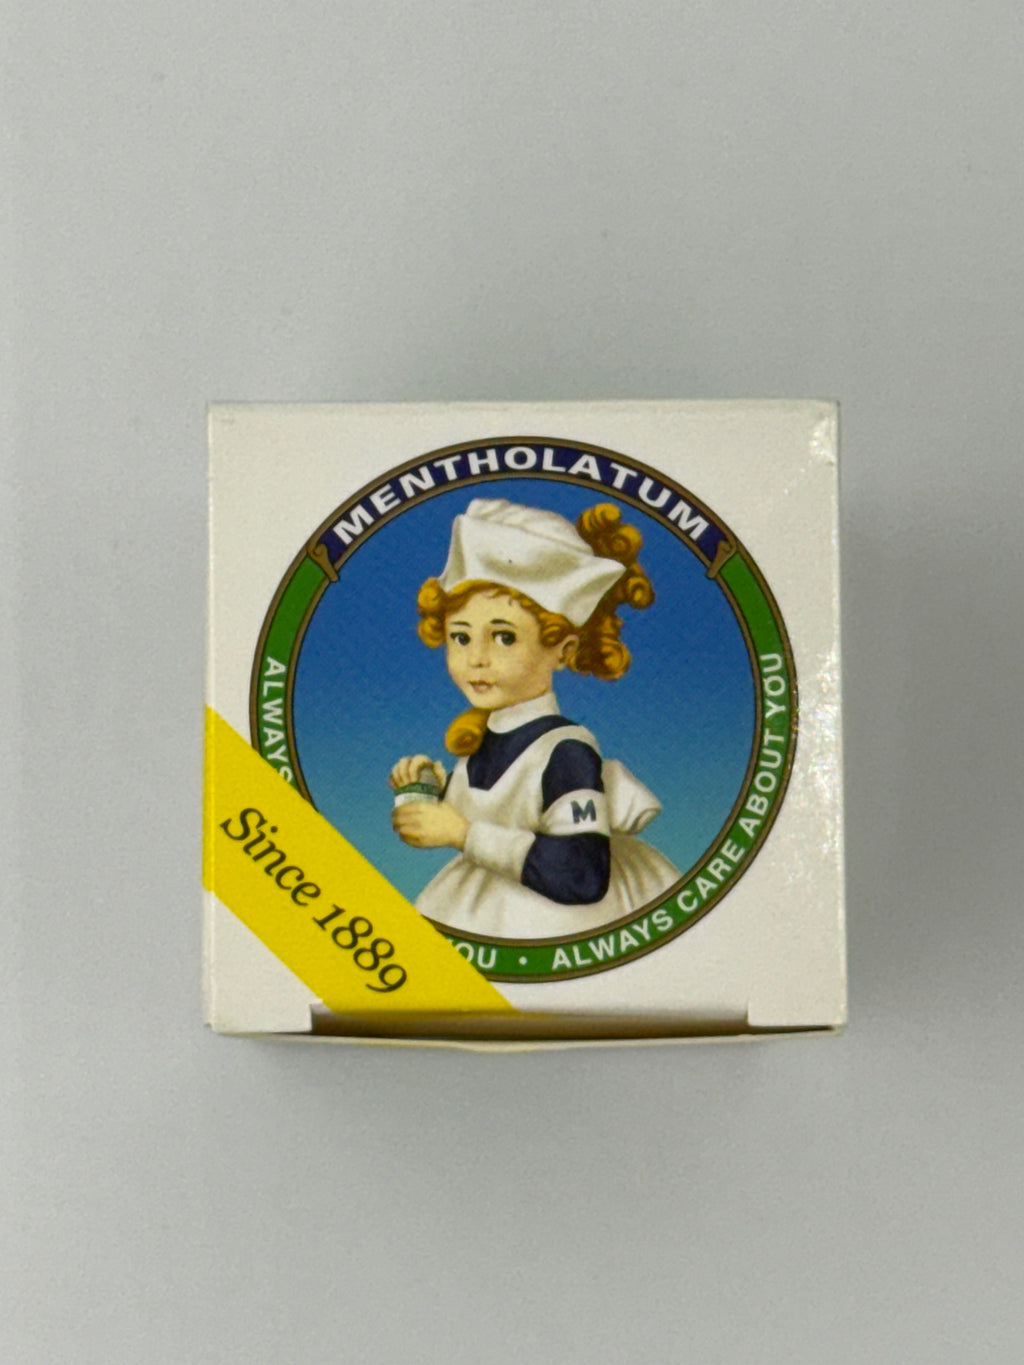 MENTHOLATUM
ALWAYS
YOU • ALWAYS CARE ABOUT YOU
M
Since 1889